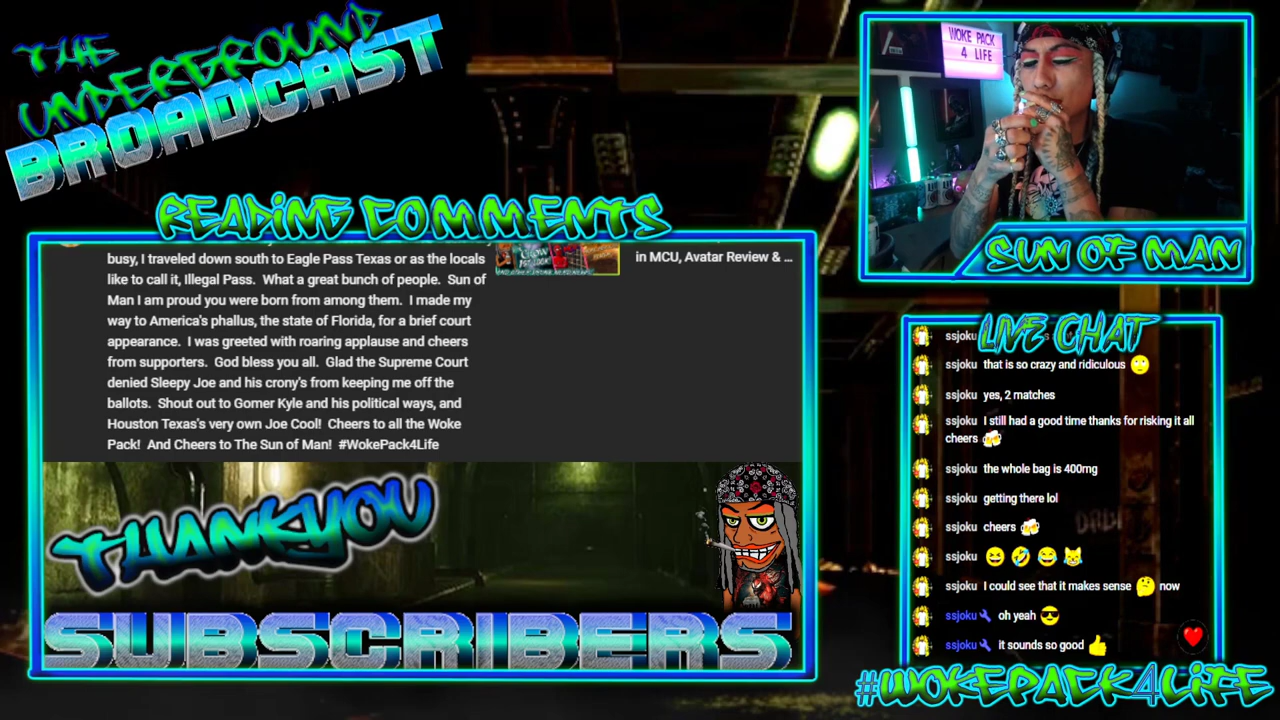 THE
UNDERGROUND
BROADCAST
READING COMMENTS
busy, I traveled down south to Eagle Pass Texas or as the locals
like to call it, Illegal Pass.  What a great bunch of people.  Sun of
Man I am proud you were born from among them.  I made my
way to America's phallus, the state of Florida, for a brief court
appearance.  I was greeted with roaring applause and cheers
from supporters.  God bless you all.  Glad the Supreme Court
denied Sleepy Joe and his crony's from keeping me off the
ballots.  Shout out to Gomer Kyle and his political ways, and
Houston Texas's very own Joe Cool!  Cheers to all the Woke
Pack!  And Cheers to The Sun of Man!  #WokePack4Life
in MCU, Avatar Review & ...
THANK YOU
SUBSCRIBERS
WOKE PACK
4 LIFE
SUN OF MAN
LIVE CHAT
ssjoku
ssjoku that is so crazy and ridiculous 🙄
ssjoku yes, 2 matches
ssjoku I still had a good time thanks for risking it all
cheers 🍻
ssjoku the whole bag is 400mg
ssjoku getting there lol
ssjoku cheers 🍻
ssjoku 😆 🤣 😂 😹
ssjoku I could see that it makes sense 🤔 now
ssjoku oh yeah 😎
ssjoku it sounds so good 👍
#WOKEPACK4LIFE